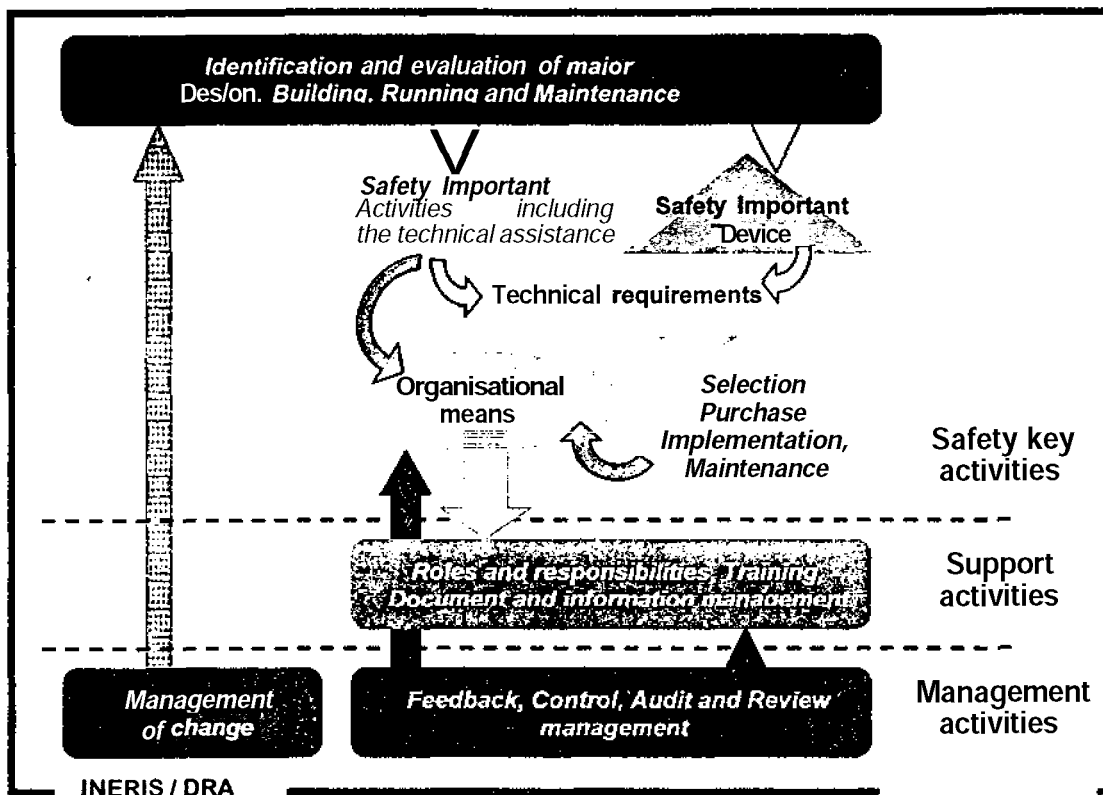 Identification and evaluation of maior
Des/on. Building. Running and Maintenance
Safety Important
Activities including
the technical assistance
Safety Important
Device
Technical requirements
Organisational
means
Selection
Purchase
Implementation,
Maintenance
Safety key
activities
Roles and responsibilities, Training
Document and information management
Support
activities
Management
of change
Feedback, Control, Audit and Review
management
Management
activities
INERIS / DRA